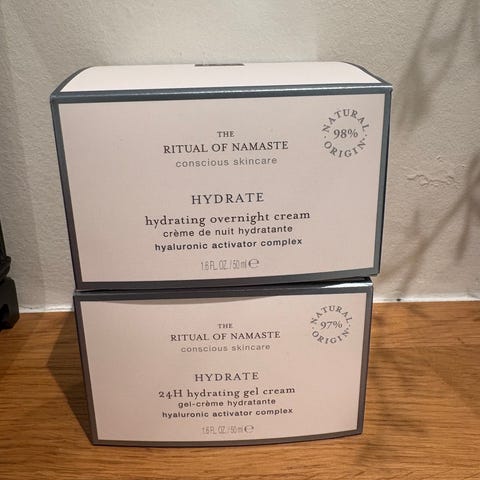 THE
RITUAL OF NAMASTE
conscious skincare
NATURAL
98%
ORIGIN
HYDRATE
hydrating overnight cream
crème de nuit hydratante
hyaluronic activator complex
1.6 FL. OZ. / 50 ml ℮
THE
RITUAL OF NAMASTE
conscious skincare
NATURAL
97%
ORIGIN
HYDRATE
24H hydrating gel cream
gel-crème hydratante
hyaluronic activator complex
1.6 FL. OZ. / 50 ml ℮